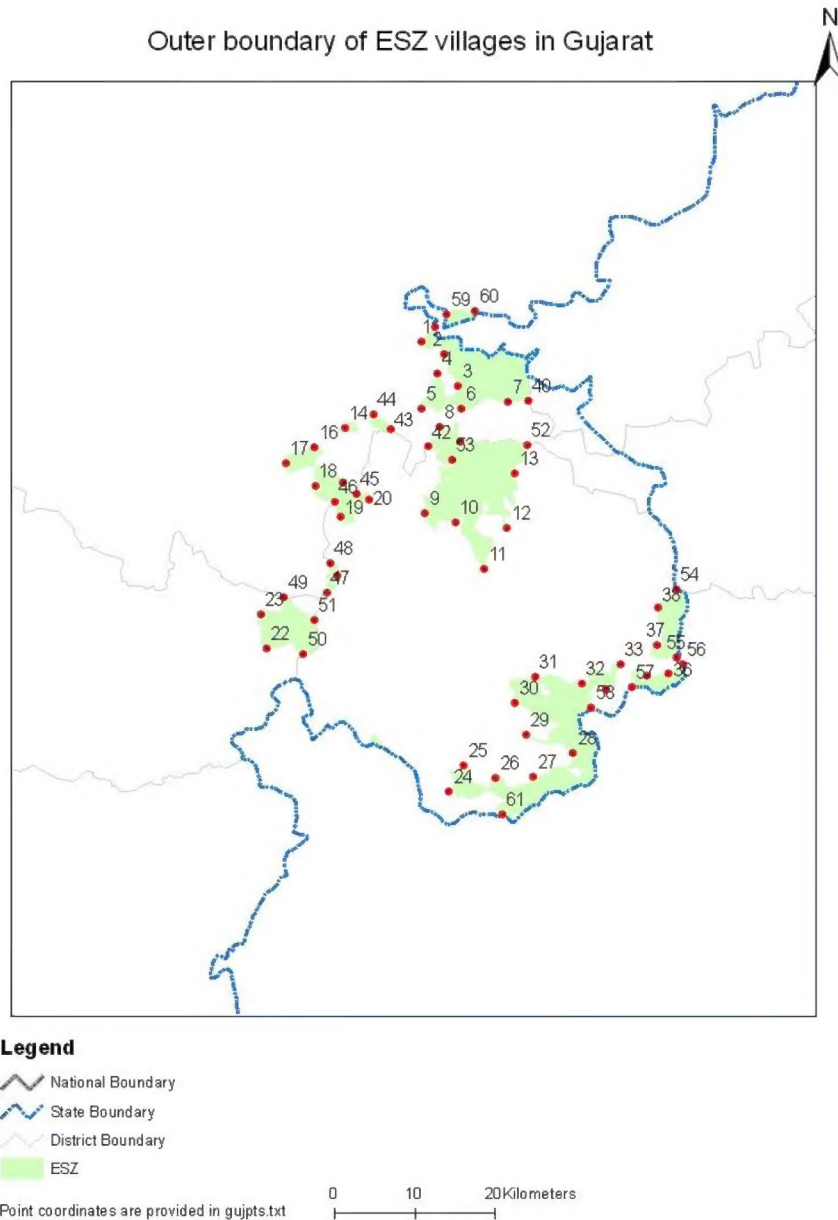 N
Outer boundary of ESZ villages in Gujarat
59 60
1
2
4
3
5 6 7 40
44
14 8
43
16 42 52
17 53 13
18 45
46 20
19 9 10 12
11
48
47 54
49
23 51 38
22 50 37 55 56
33
31 32 57 36
30 58
29
28
25
24 26 27
61
Legend
National Boundary
State Boundary
District Boundary
ESZ
Point coordinates are provided in gujpts.txt
0 10 20Kilometers